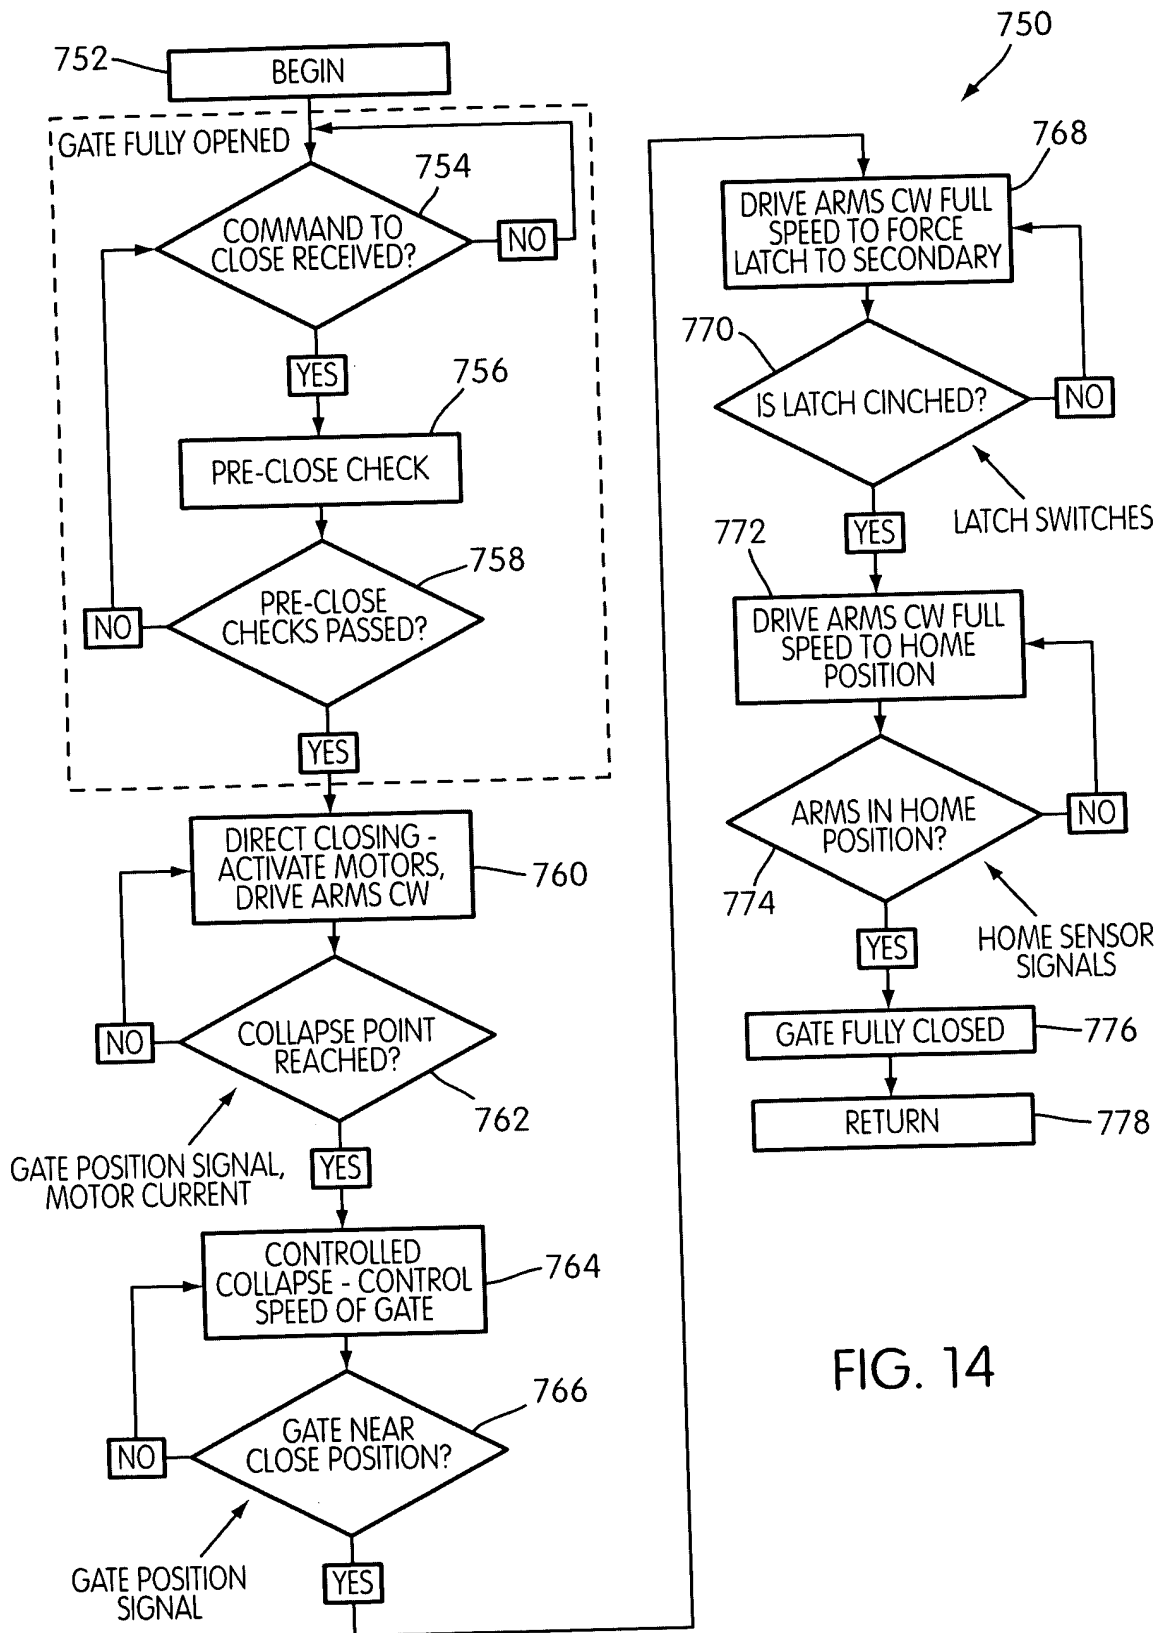 750
752
BEGIN
GATE FULLY OPENED
754
COMMAND TO
CLOSE RECEIVED?
NO
YES
756
PRE-CLOSE CHECK
758
PRE-CLOSE
CHECKS PASSED?
NO
YES
DIRECT CLOSING -
ACTIVATE MOTORS,
DRIVE ARMS CW
760
COLLAPSE POINT
REACHED?
NO
762
GATE POSITION SIGNAL,
MOTOR CURRENT
YES
CONTROLLED
COLLAPSE - CONTROL
SPEED OF GATE
764
766
GATE NEAR
CLOSE POSITION?
NO
GATE POSITION
SIGNAL
YES
768
DRIVE ARMS CW FULL
SPEED TO FORCE
LATCH TO SECONDARY
770
IS LATCH CINCHED?
NO
LATCH SWITCHES
YES
772
DRIVE ARMS CW FULL
SPEED TO HOME
POSITION
ARMS IN HOME
POSITION?
NO
774
HOME SENSOR
SIGNALS
YES
GATE FULLY CLOSED
776
RETURN
778
FIG. 14